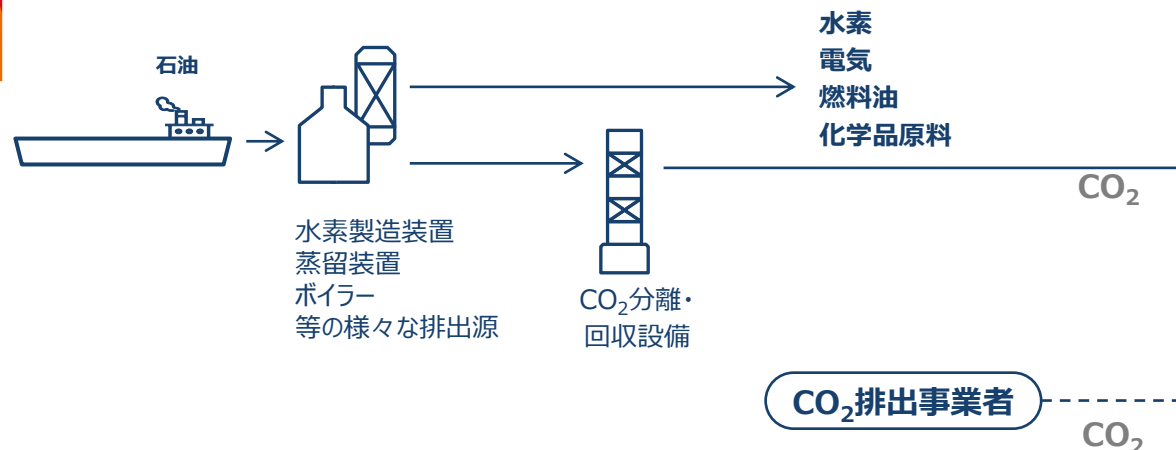 石油
水素
電気
燃料油
化学品原料
CO₂
水素製造装置
蒸留装置
ボイラー
等の様々な排出源
CO₂分離・
回収設備
CO₂排出事業者
CO₂